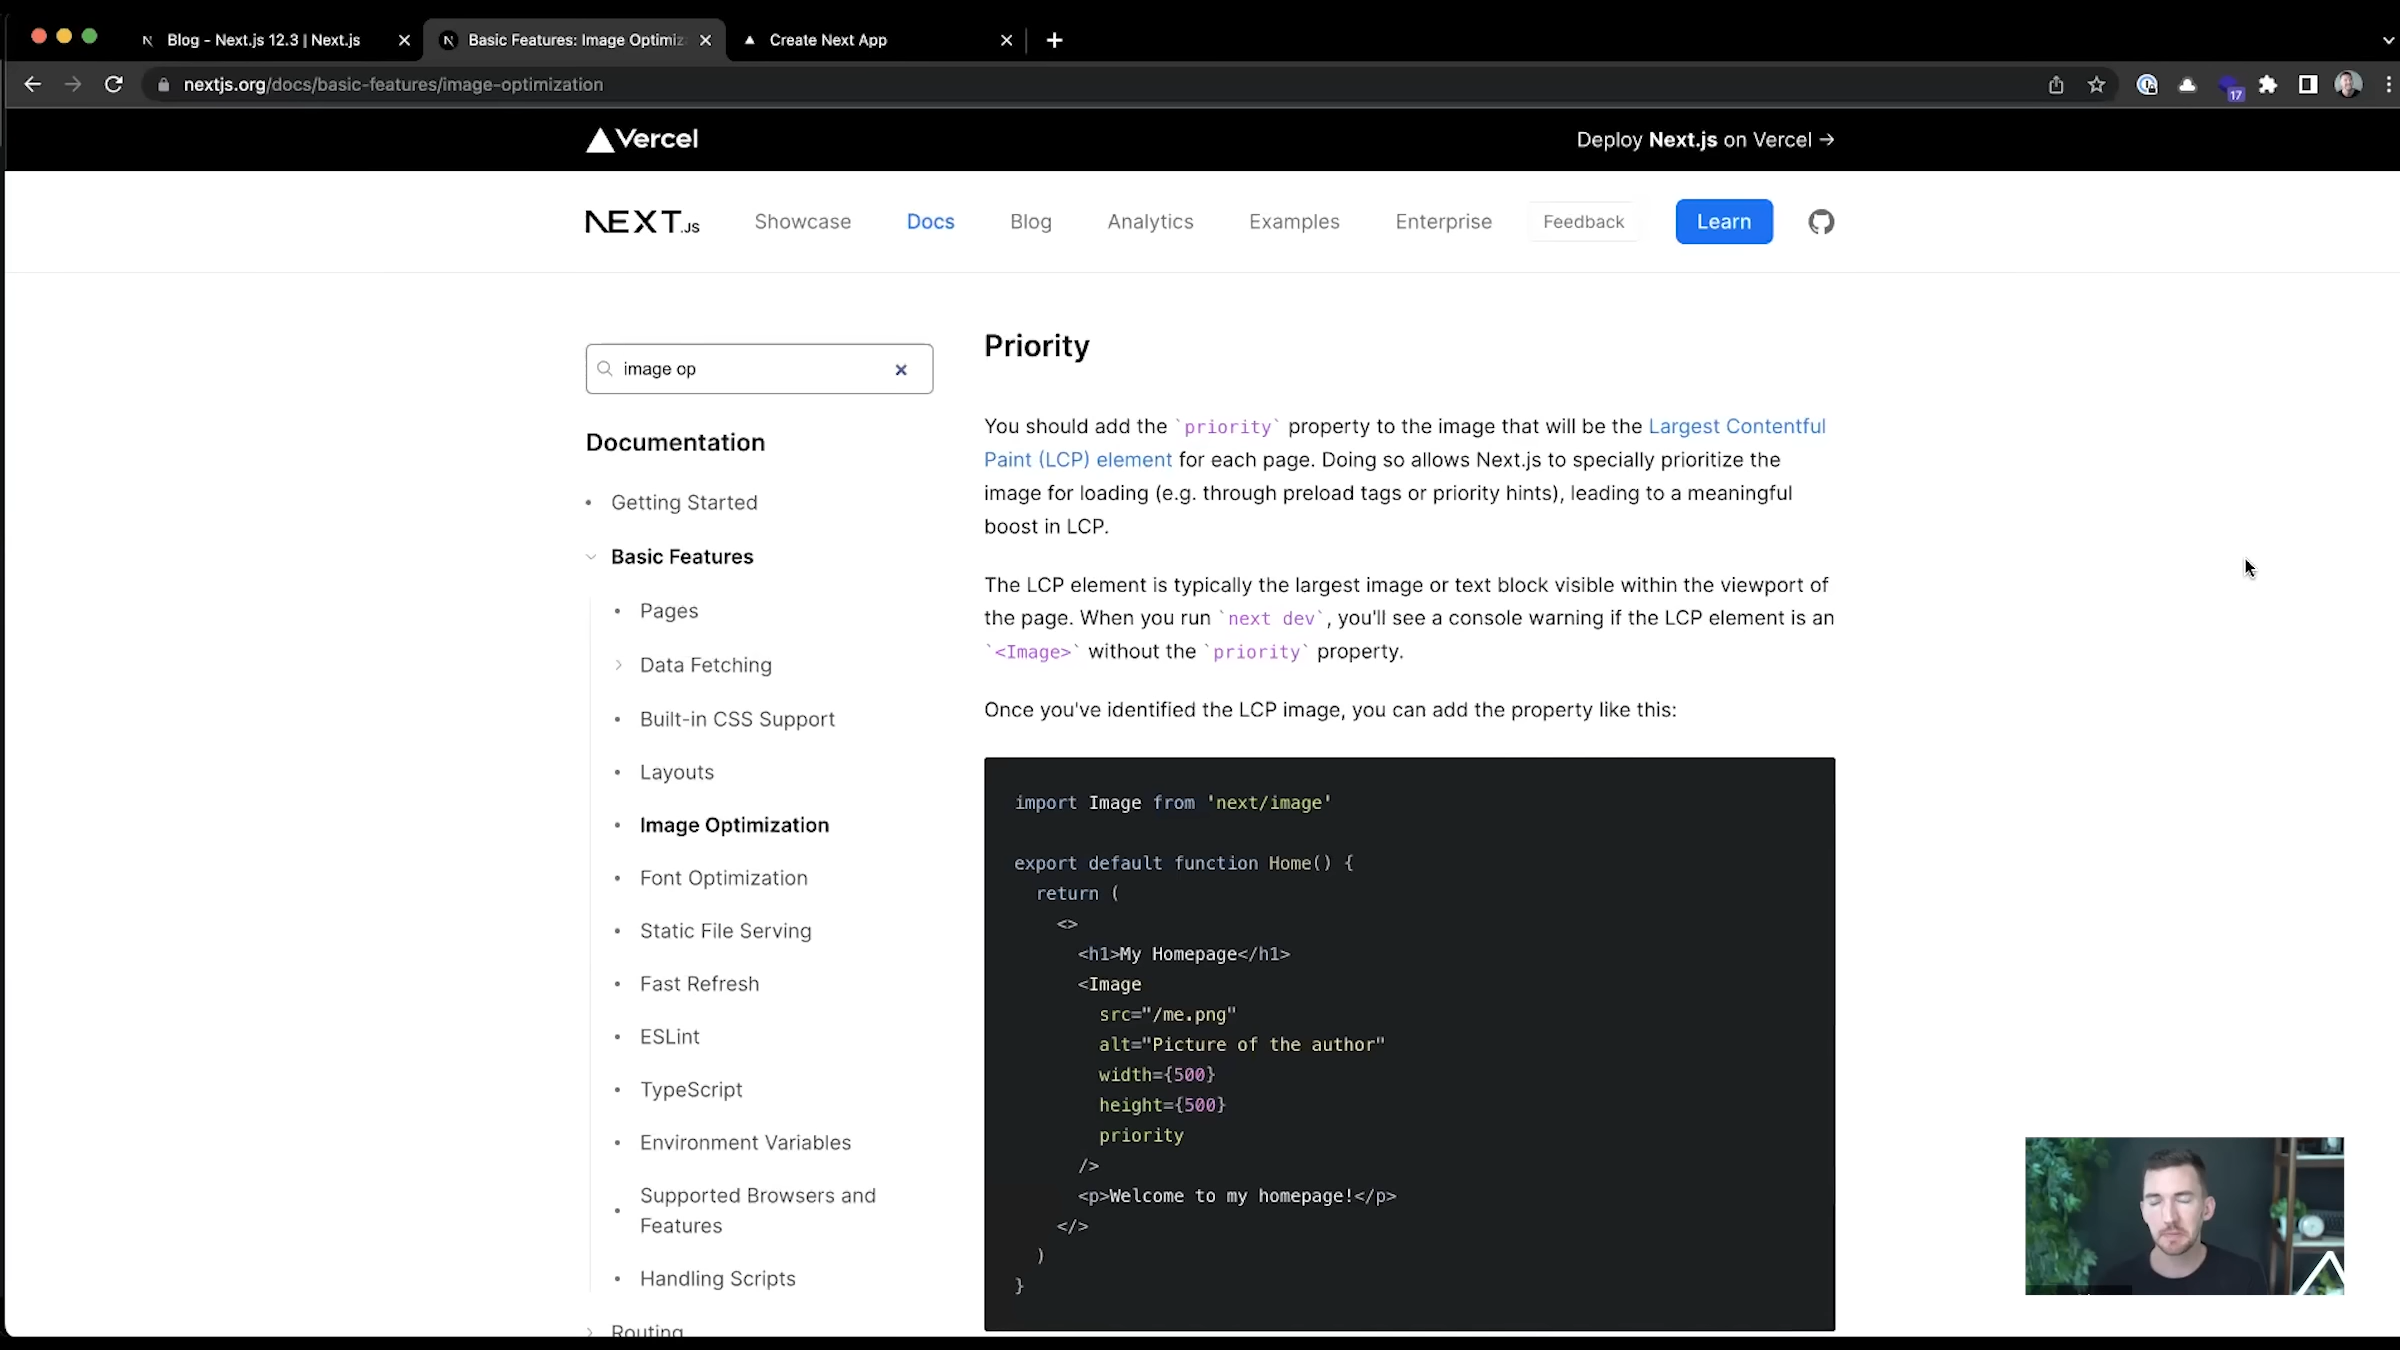 Blog - Next.js 12.3 | Next.js
Basic Features: Image Optimiz
Create Next App
nextjs.org/docs/basic-features/image-optimization
17
Vercel
Deploy Next.js on Vercel →
NEXT.JS
Showcase
Docs
Blog
Analytics
Examples
Enterprise
Feedback
Learn
image op
Documentation
Getting Started
Basic Features
Pages
Data Fetching
Built-in CSS Support
Layouts
Image Optimization
Font Optimization
Static File Serving
Fast Refresh
ESLint
TypeScript
Environment Variables
Supported Browsers and
Features
Handling Scripts
Routing
Priority
You should add the `priority` property to the image that will be the Largest Contentful
Paint (LCP) element for each page. Doing so allows Next.js to specially prioritize the
image for loading (e.g. through preload tags or priority hints), leading to a meaningful
boost in LCP.
The LCP element is typically the largest image or text block visible within the viewport of
the page. When you run `next dev`, you'll see a console warning if the LCP element is an
`<Image>` without the `priority` property.
Once you've identified the LCP image, you can add the property like this:
import Image from 'next/image'
export default function Home() {
return (
<>
<h1>My Homepage</h1>
<Image
src="/me.png"
alt="Picture of the author"
width={500}
height={500}
priority
/>
<p>Welcome to my homepage!</p>
</>
)
}